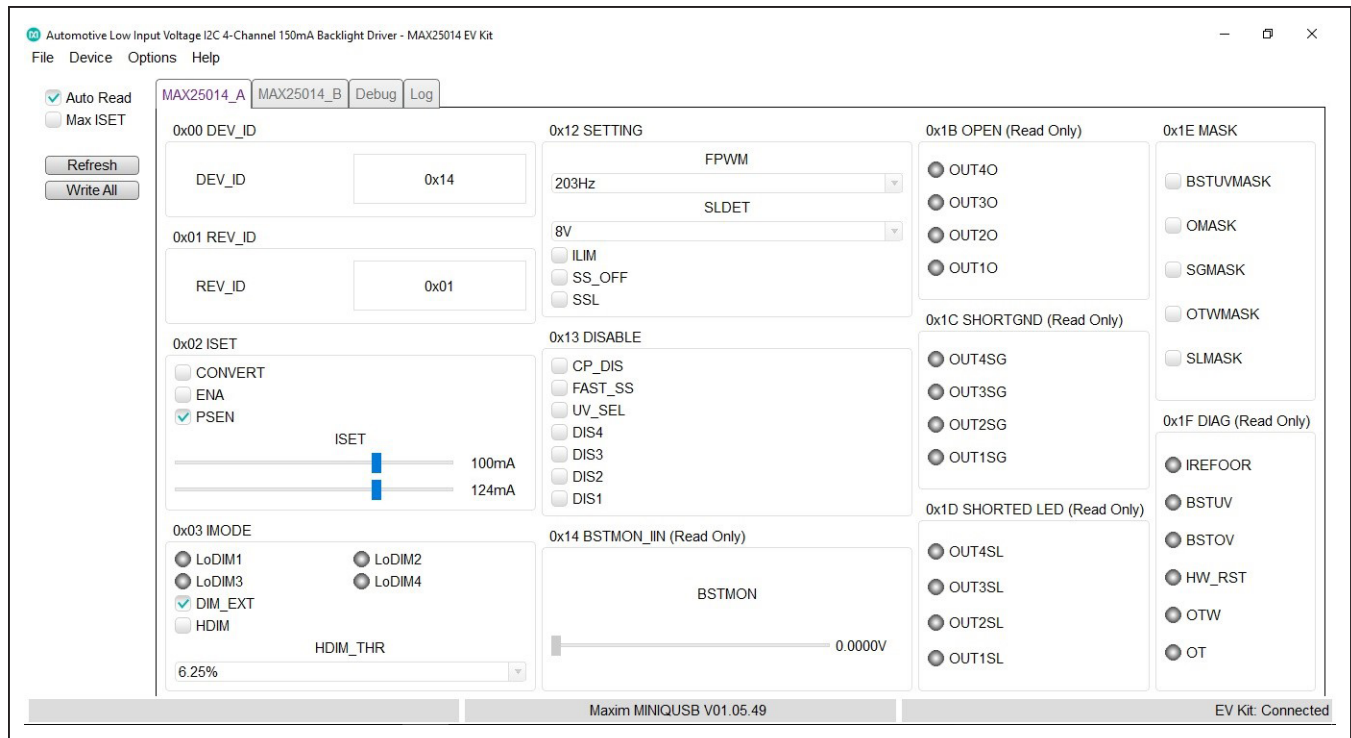 Automotive Low Input Voltage I2C 4-Channel 150mA Backlight Driver - MAX25014 EV Kit
File Device Options Help
Auto Read
Max ISET
Refresh
Write All
MAX25014_A MAX25014_B Debug Log
0x00 DEV_ID
DEV_ID 0x14
0x01 REV_ID
REV_ID 0x01
0x02 ISET
CONVERT
ENA
PSEN
ISET
100mA
124mA
0x03 IMODE
LoDIM1 LoDIM2
LoDIM3 LoDIM4
DIM_EXT
HDIM
HDIM_THR
6.25%
0x12 SETTING
FPWM
203Hz
SLDET
8V
ILIM
SS_OFF
SSL
0x13 DISABLE
CP_DIS
FAST_SS
UV_SEL
DIS4
DIS3
DIS2
DIS1
0x14 BSTMON_IIN (Read Only)
BSTMON
0.0000V
0x1B OPEN (Read Only)
OUT4O
OUT3O
OUT2O
OUT1O
0x1C SHORTGND (Read Only)
OUT4SG
OUT3SG
OUT2SG
OUT1SG
0x1D SHORTED LED (Read Only)
OUT4SL
OUT3SL
OUT2SL
OUT1SL
0x1E MASK
BSTUVMASK
OMASK
SGMASK
OTWMASK
SLMASK
0x1F DIAG (Read Only)
IREFOOR
BSTUV
BSTOV
HW_RST
OTW
OT
Maxim MINIQUSB V01.05.49
EV Kit: Connected